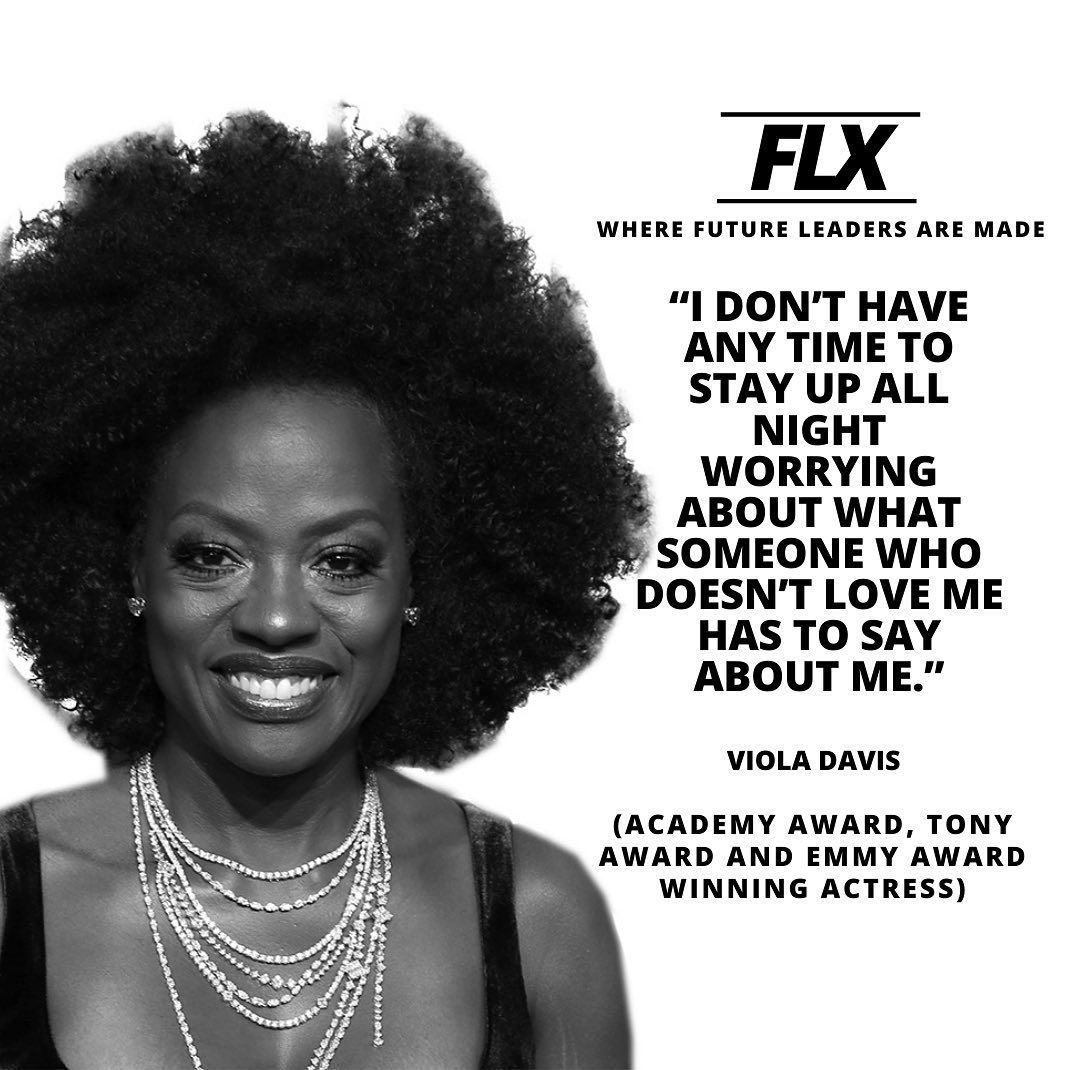 FLX
WHERE FUTURE LEADERS ARE MADE
“I DON’T HAVE
ANY TIME TO
STAY UP ALL
NIGHT
WORRYING
ABOUT WHAT
SOMEONE WHO
DOESN’T LOVE ME
HAS TO SAY
ABOUT ME.”
VIOLA DAVIS
(ACADEMY AWARD, TONY
AWARD AND EMMY AWARD
WINNING ACTRESS)